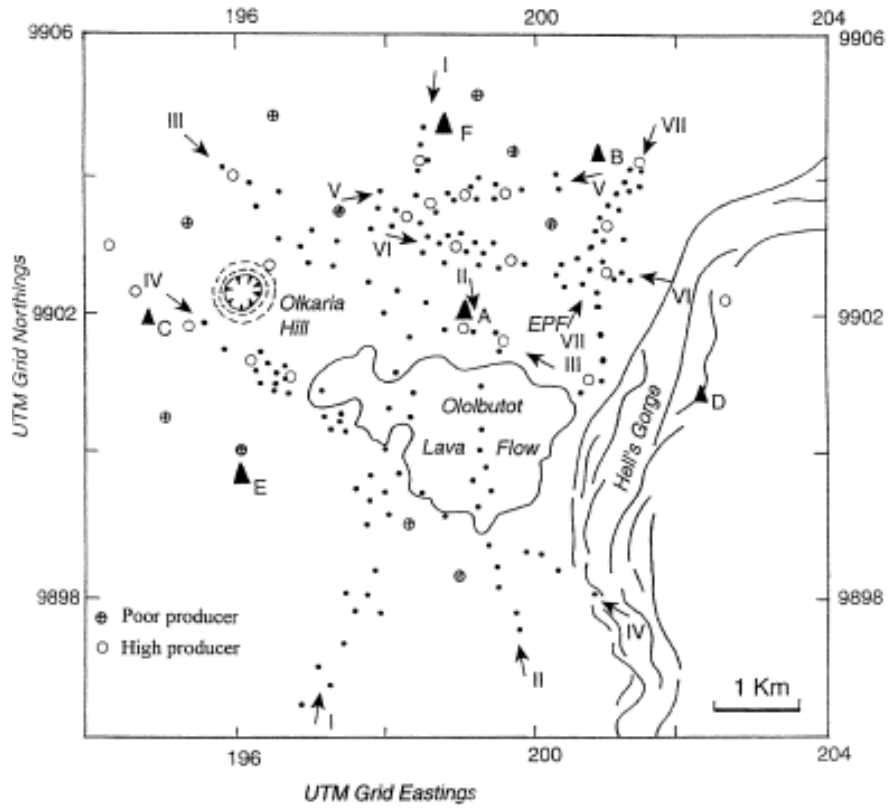 196 200 204
9906 9906
I
III F VII
B
V V
VI
IV II
Olkaria A EPF VI
9902 Hill VII 9902
C III
Ololbutot D
Lava Flow
Hell's Gorge
E
9898 9898
Poor producer
High producer IV
II 1 Km
I
196 200 204
UTM Grid Northings
UTM Grid Eastings